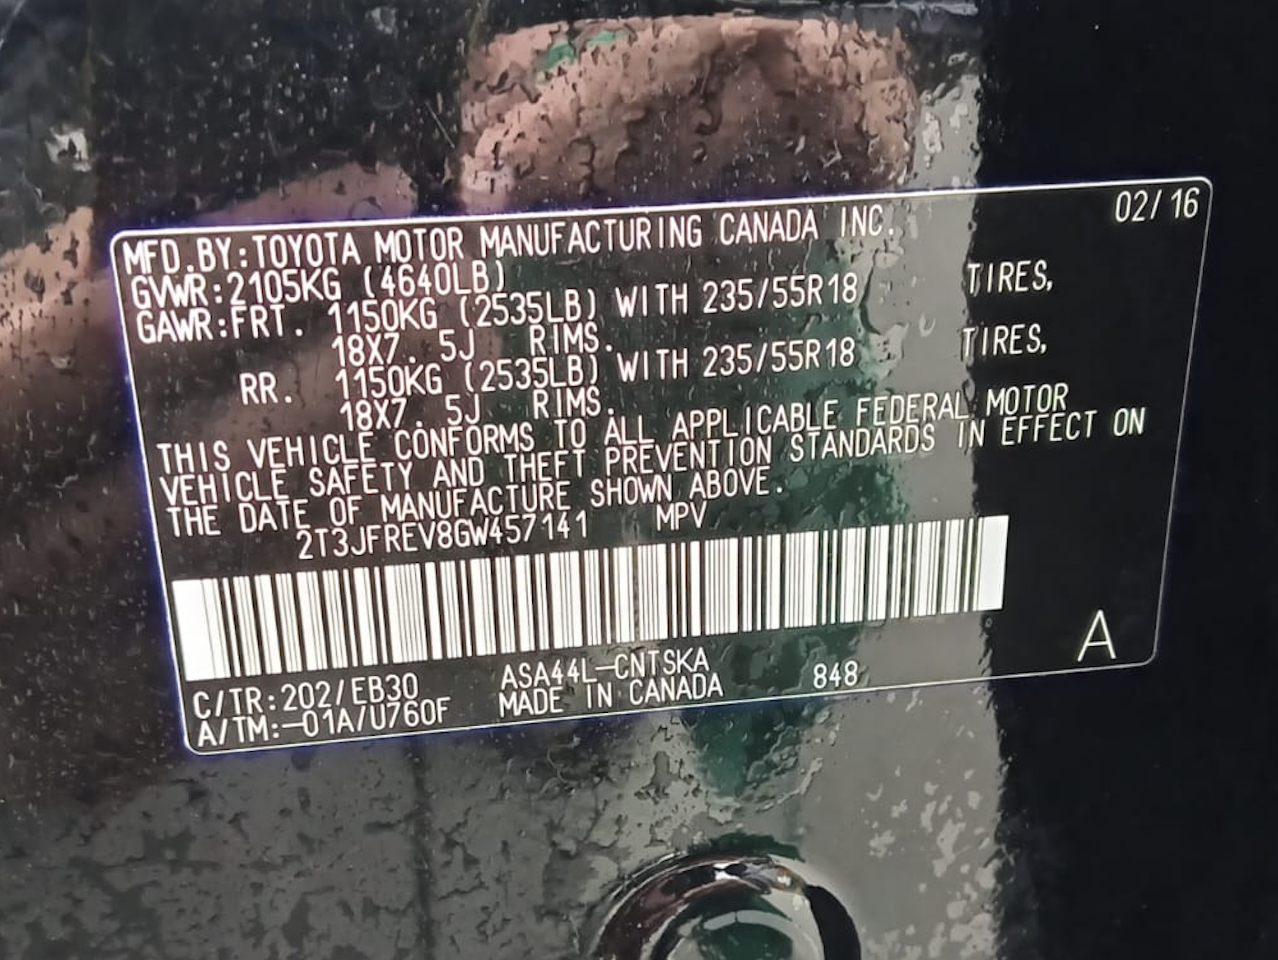 02/16
MFD.BY:TOYOTA MOTOR MANUFACTURING CANADA INC.
GVWR:2105KG (4640LB)
GAWR:FRT. 1150KG (2535LB) WITH 235/55R18 TIRES,
18X7. 5J RIMS.
RR. 1150KG (2535LB) WITH 235/55R18 TIRES,
18X7. 5J RIMS.
THIS VEHICLE CONFORMS TO ALL APPLICABLE FEDERAL MOTOR
VEHICLE SAFETY AND THEFT PREVENTION STANDARDS IN EFFECT ON
THE DATE OF MANUFACTURE SHOWN ABOVE.
2T3JFREV8GW457141 MPV
C/TR:202/EB30 ASA44L-CNTSKA 848 A
A/TM:-01A/U760F MADE IN CANADA